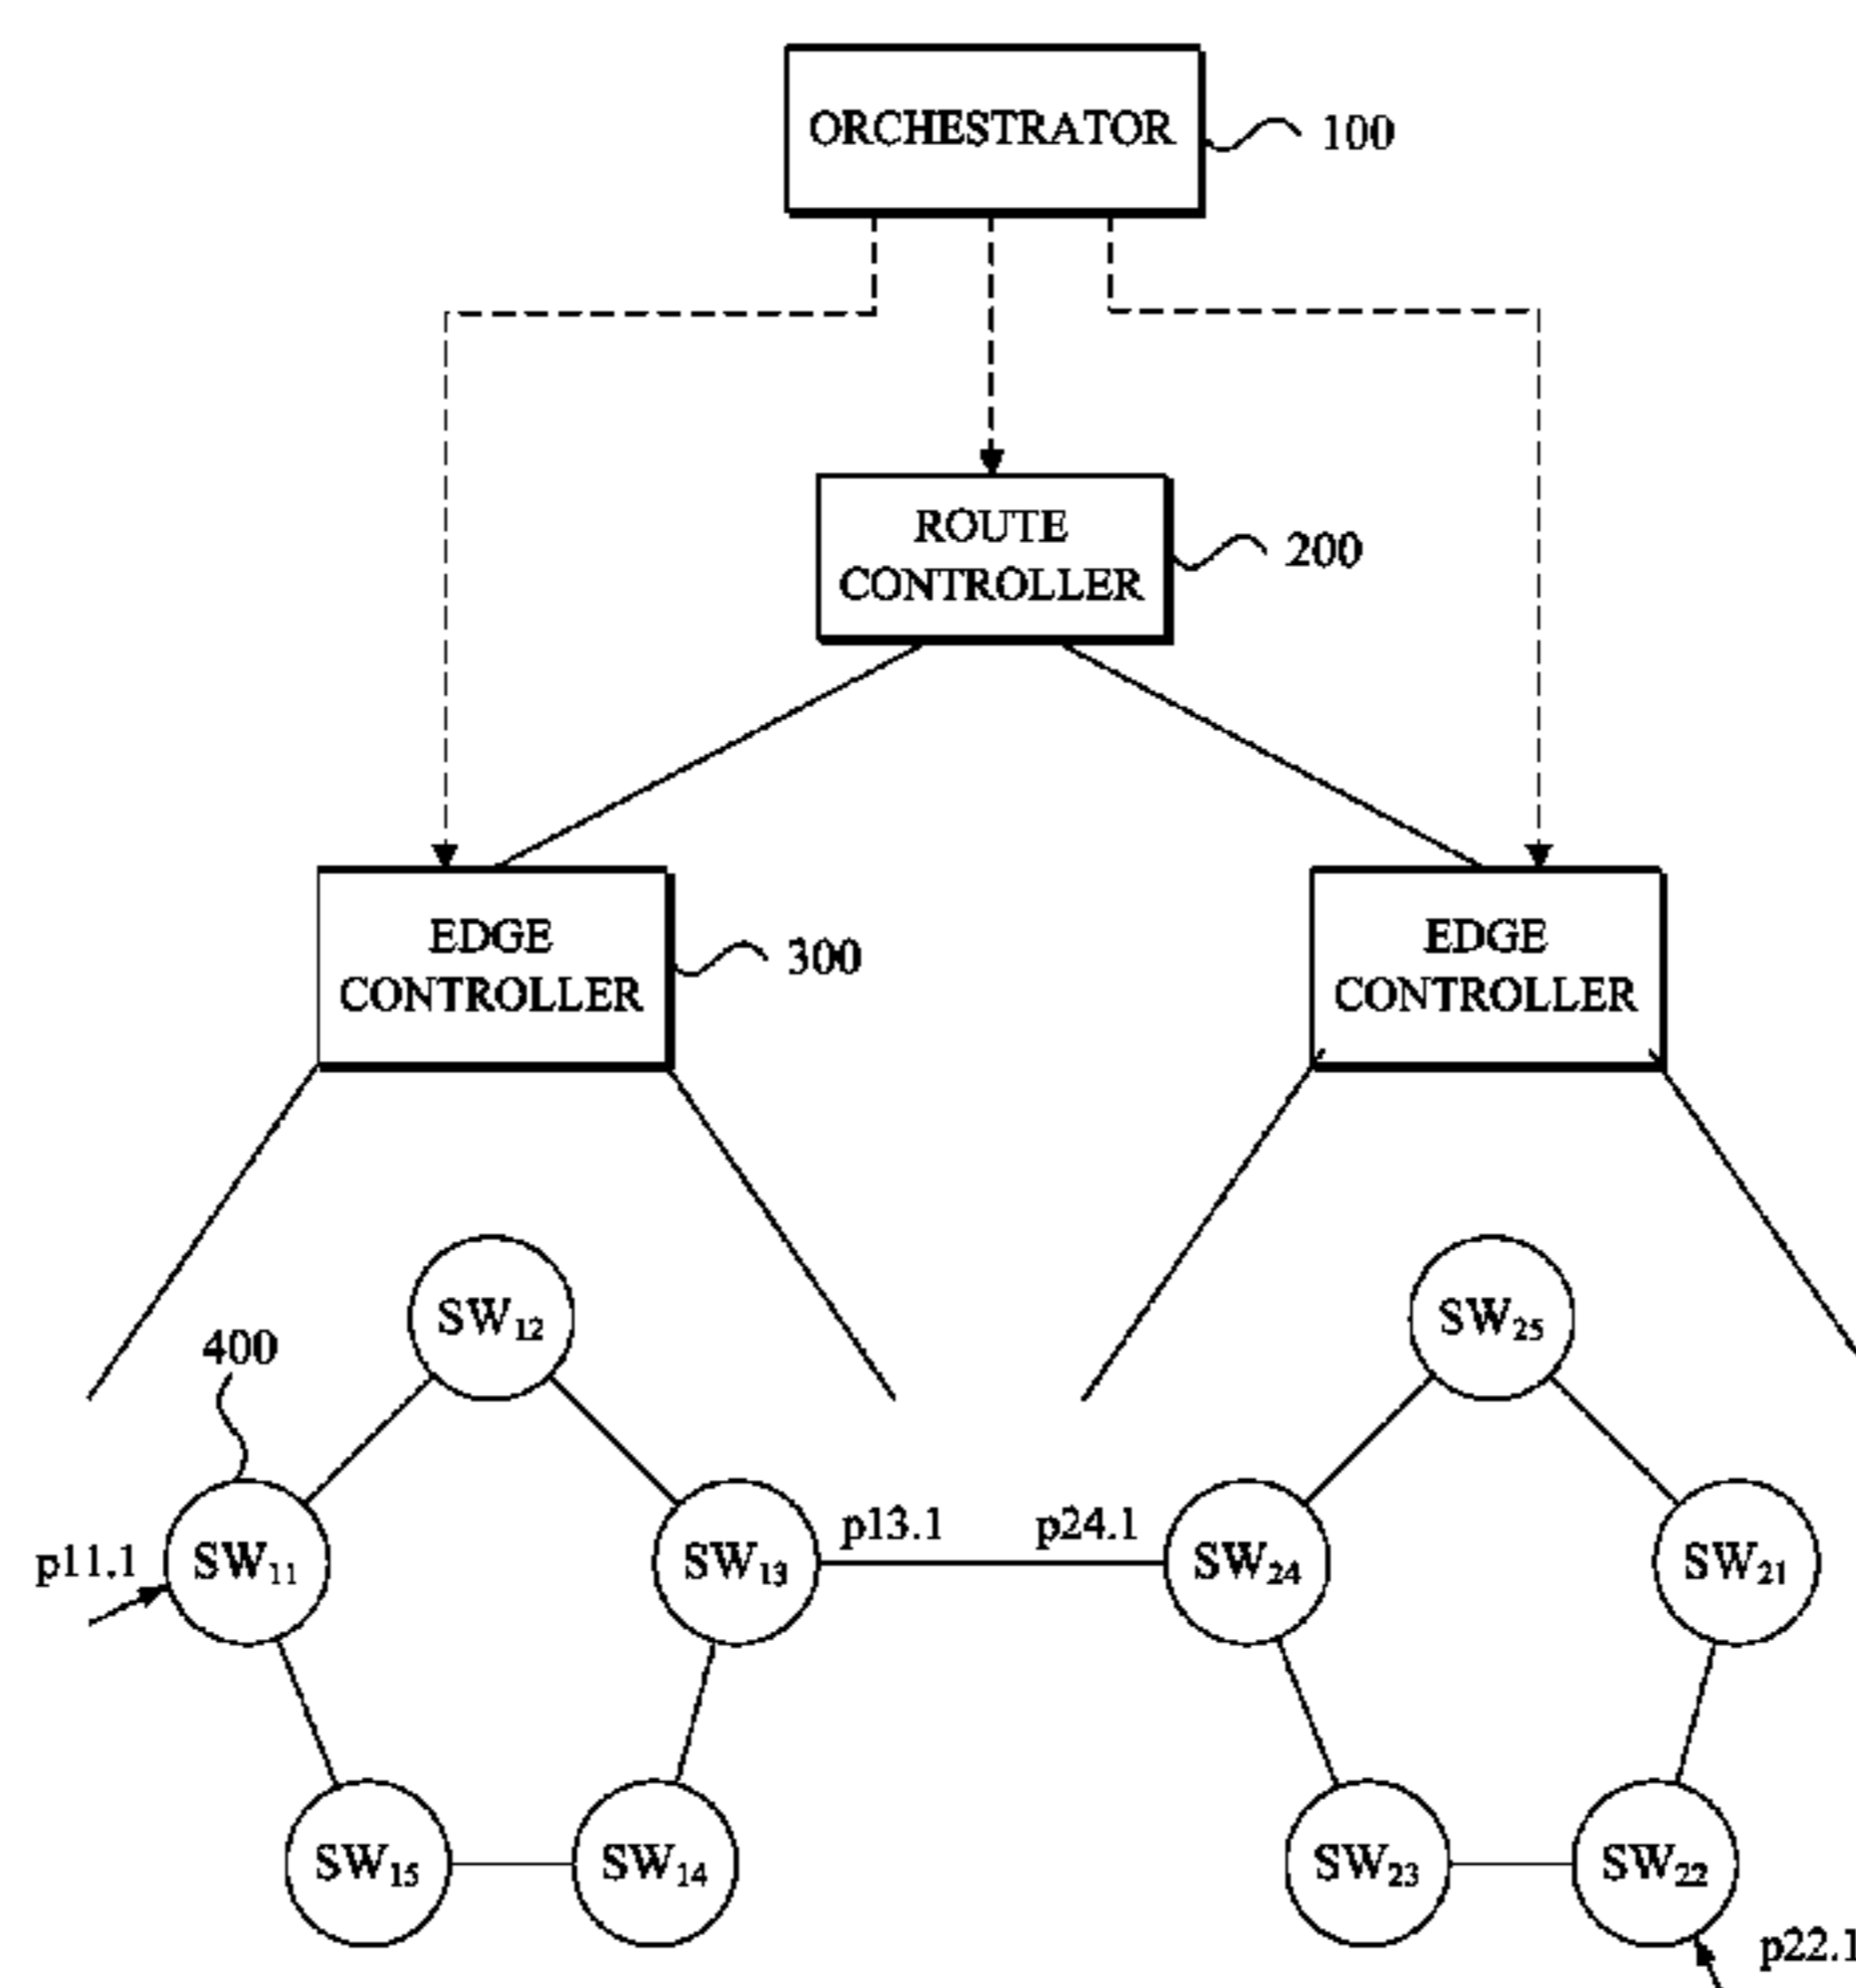 ORCHESTRATOR
100
ROUTE
CONTROLLER
200
EDGE
CONTROLLER
300
EDGE
CONTROLLER
400
SW₁₂
SW₂₅
p11.1
SW₁₁
SW₁₃
p13.1
p24.1
SW₂₄
SW₂₁
SW₁₅
SW₁₄
SW₂₃
SW₂₂
p22.1